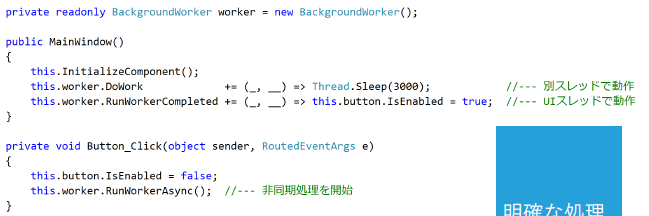 private readonly BackgroundWorker worker = new BackgroundWorker();
public MainWindow()
{
this.InitializeComponent();
this.worker.DoWork += (_, __) => Thread.Sleep(3000); //--- 別スレッドで動作
this.worker.RunWorkerCompleted += (_, __) => this.button.IsEnabled = true; //--- UIスレッドで動作
}
private void Button_Click(object sender, RoutedEventArgs e)
{
this.button.IsEnabled = false;
this.worker.RunWorkerAsync(); //--- 非同期処理を開始
}
明確な処理